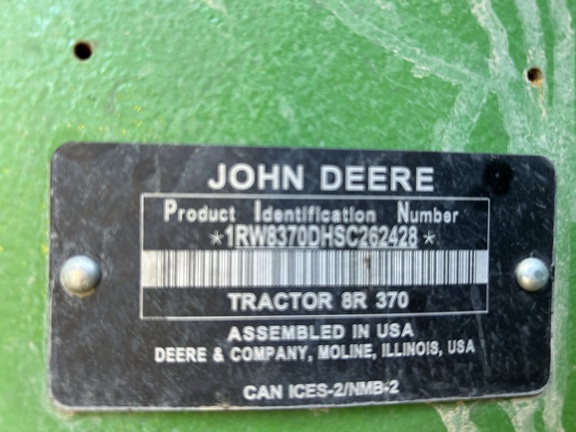 JOHN DEERE
Product Identification Number
*1RW8370DHSC262428*
TRACTOR 8R 370
ASSEMBLED IN USA
DEERE & COMPANY, MOLINE, ILLINOIS, USA
CAN ICES-2/NMB-2